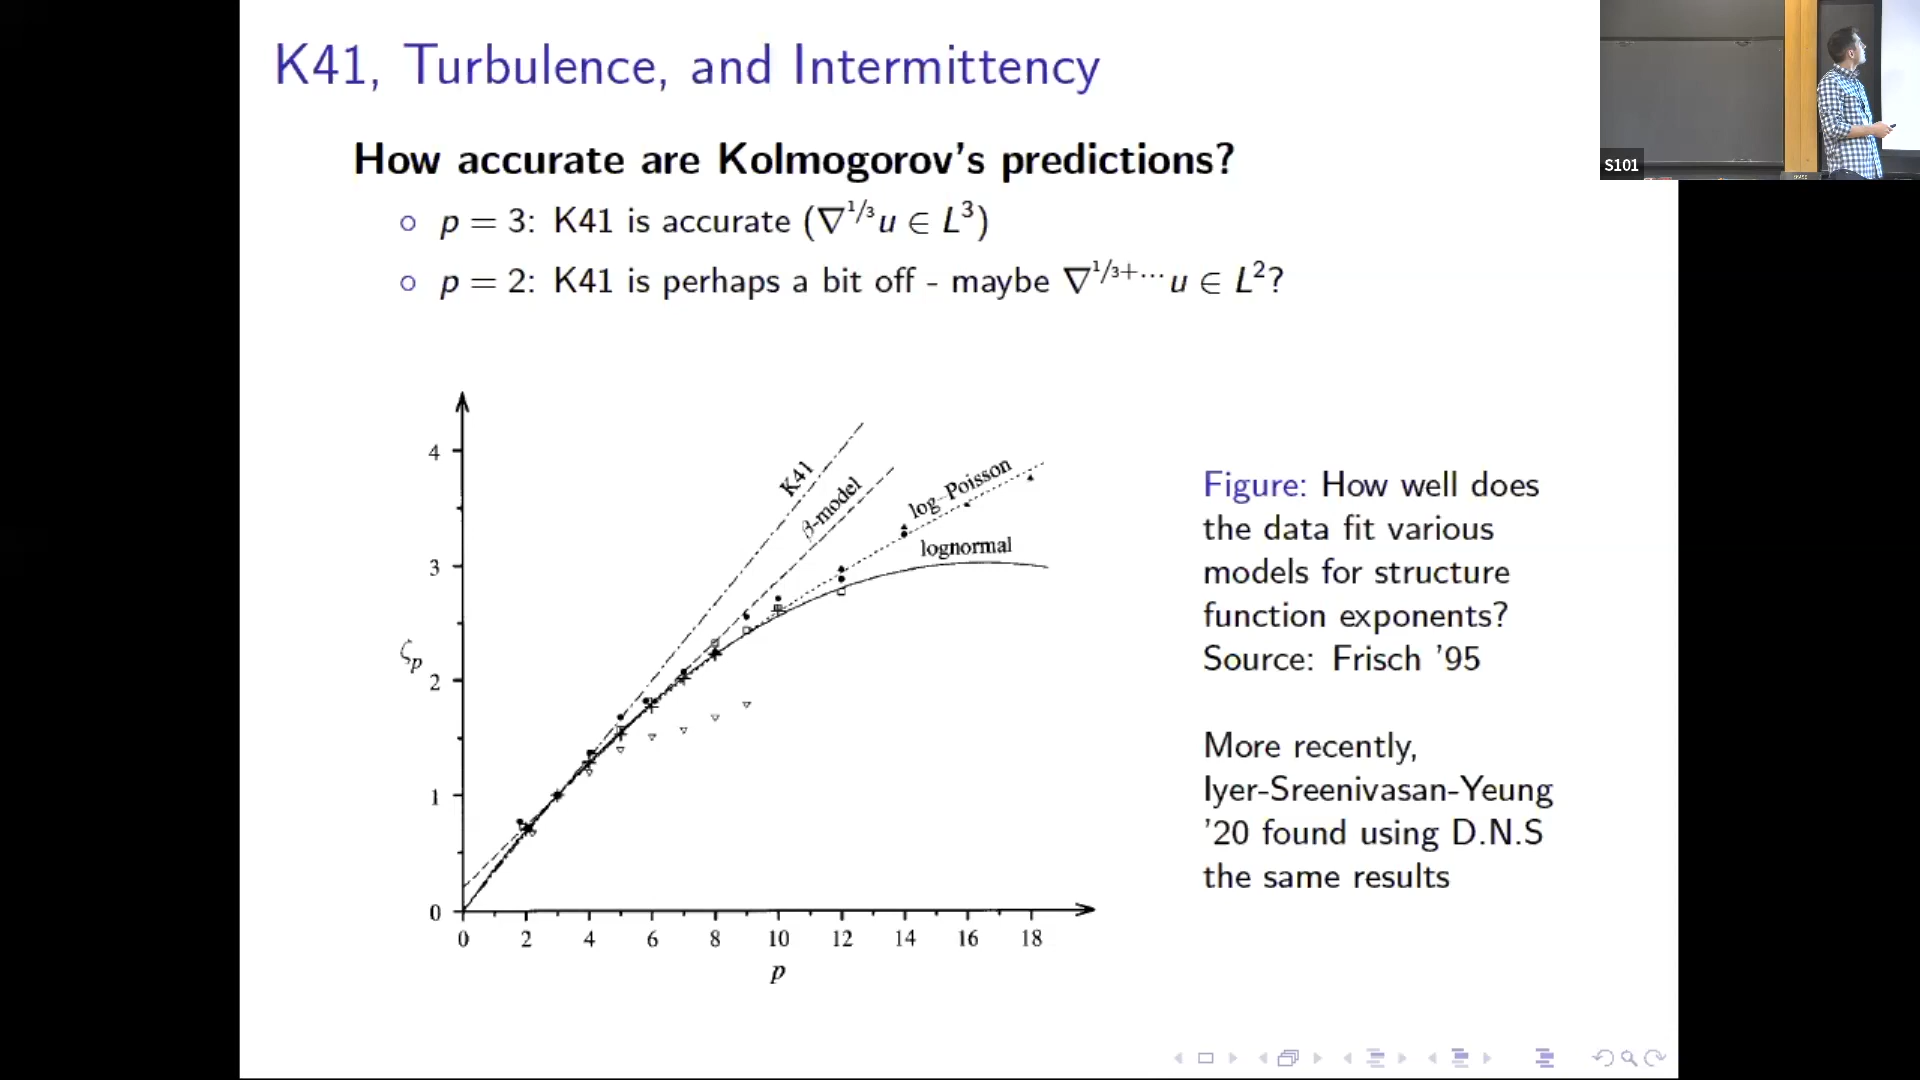 K41, Turbulence, and Intermittency
How accurate are Kolmogorov's predictions?
p = 3: K41 is accurate (∇^{1/3}u ∈ L³)
p = 2: K41 is perhaps a bit off - maybe ∇^{1/3+⋯}u ∈ L²?
S101
4
3
2
1
0
ζ_p
K41
β-model
log-Poisson
lognormal
0 2 4 6 8 10 12 14 16 18
p
Figure: How well does
the data fit various
models for structure
function exponents?
Source: Frisch '95
More recently,
Iyer-Sreenivasan-Yeung
'20 found using D.N.S
the same results